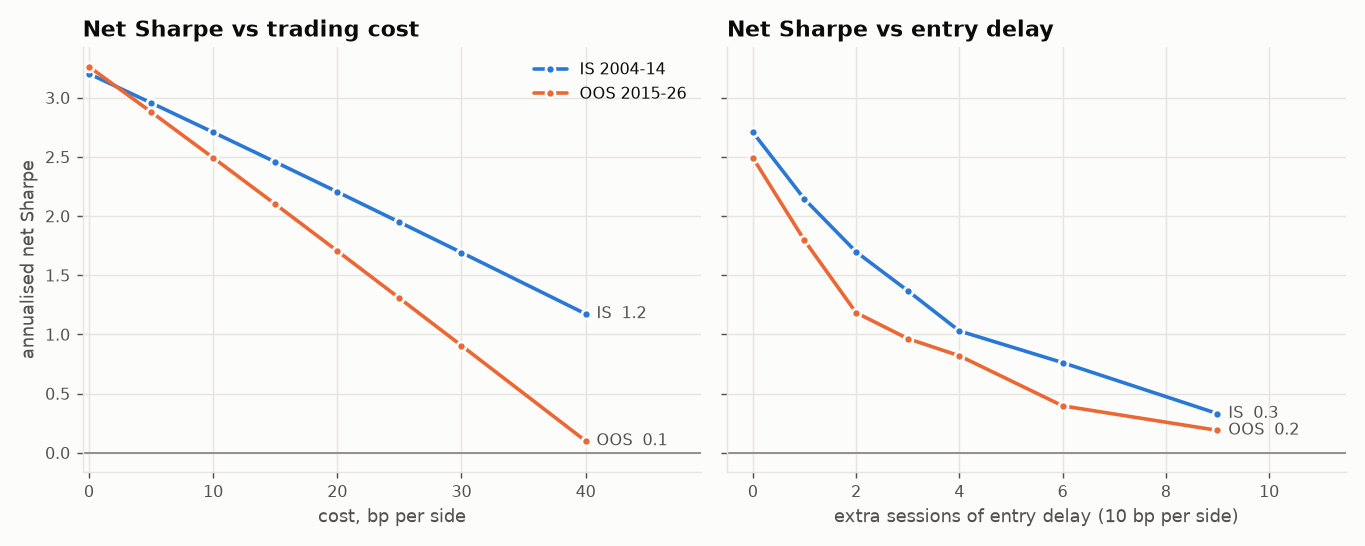 Net Sharpe vs trading cost
annualised net Sharpe
3.0
2.5
2.0
1.5
1.0
0.5
0.0
IS 2004-14
OOS 2015-26
IS 1.2
OOS 0.1
0 10 20 30 40
cost, bp per side
Net Sharpe vs entry delay
IS 0.3
OOS 0.2
0 2 4 6 8 10
extra sessions of entry delay (10 bp per side)